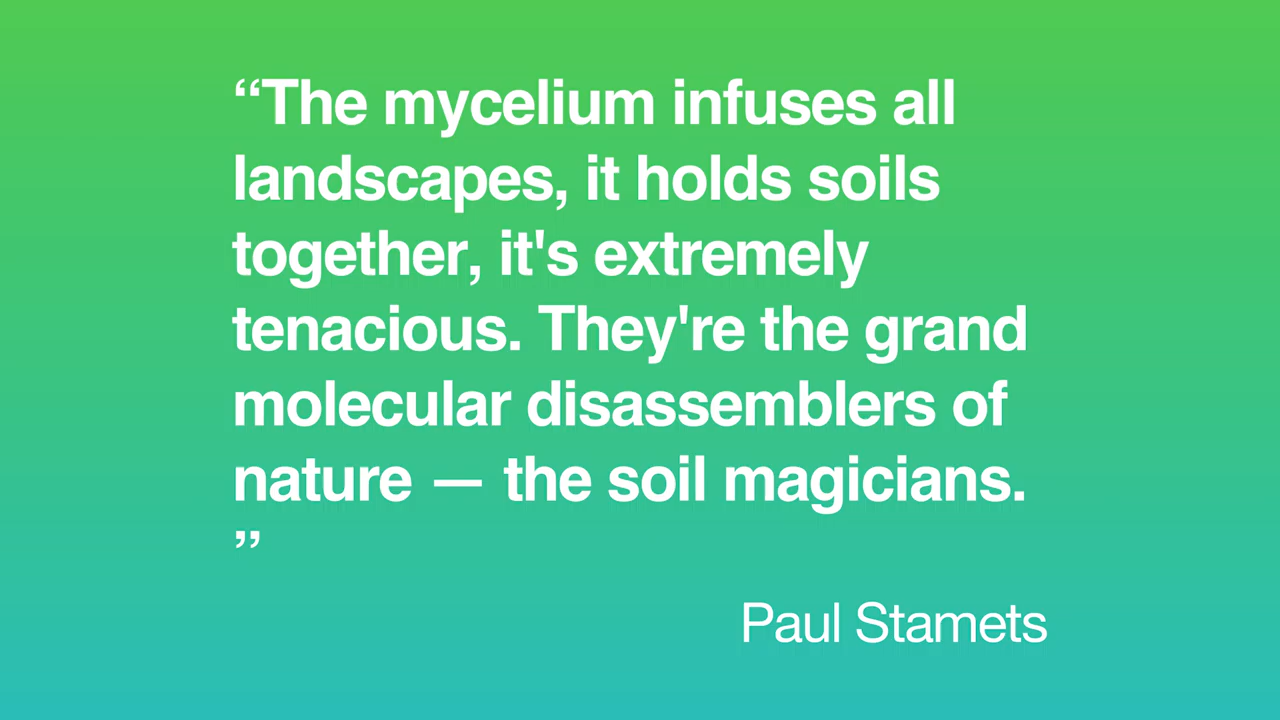 “The mycelium infuses all
landscapes, it holds soils
together, it's extremely
tenacious. They're the grand
molecular disassemblers of
nature — the soil magicians.
”
Paul Stamets